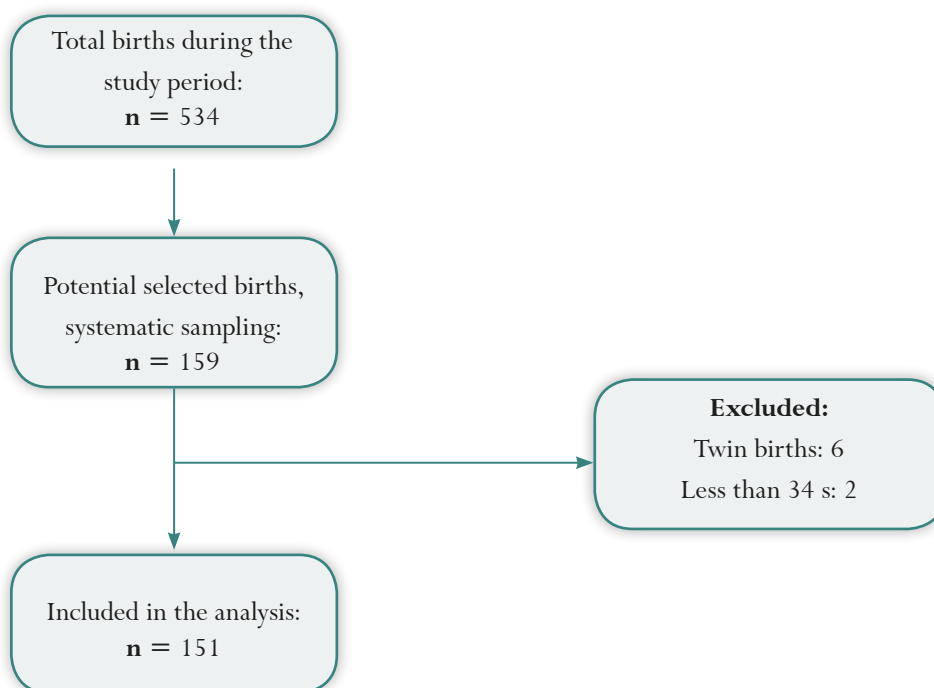 Total births during the
study period:
n = 534
Potential selected births,
systematic sampling:
n = 159
Excluded:
Twin births: 6
Less than 34 s: 2
Included in the analysis:
n = 151